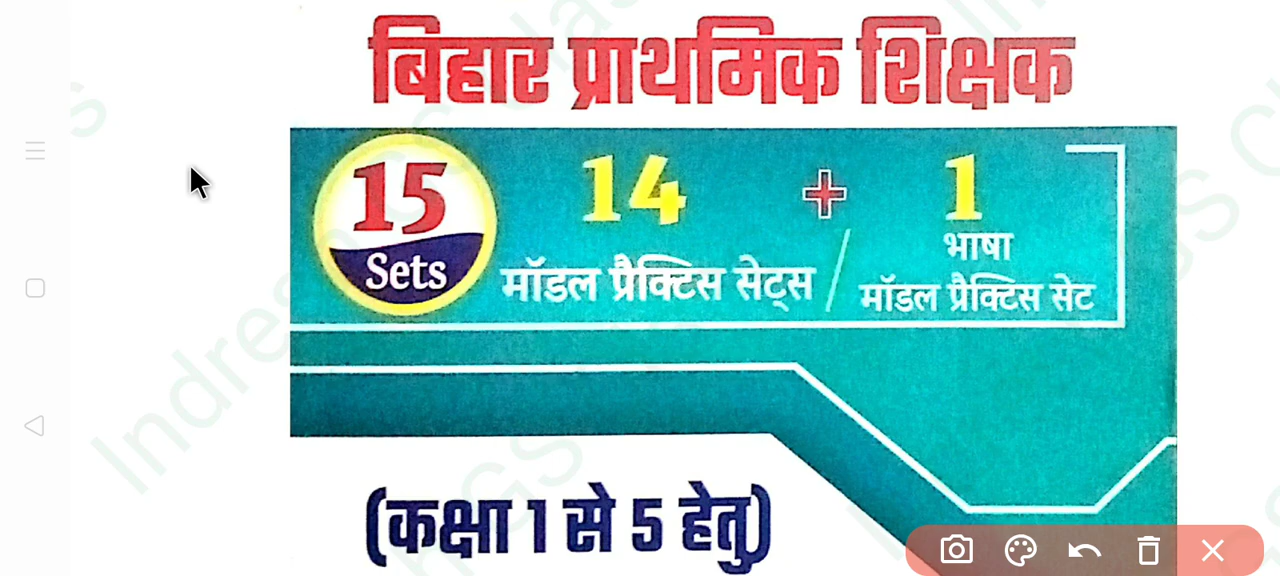 बिहार प्राथमिक शिक्षक
15
Sets
14 + 1
मॉडल प्रैक्टिस सेट्स / भाषा
मॉडल प्रैक्टिस सेट
(कक्षा 1 से 5 हेतु)